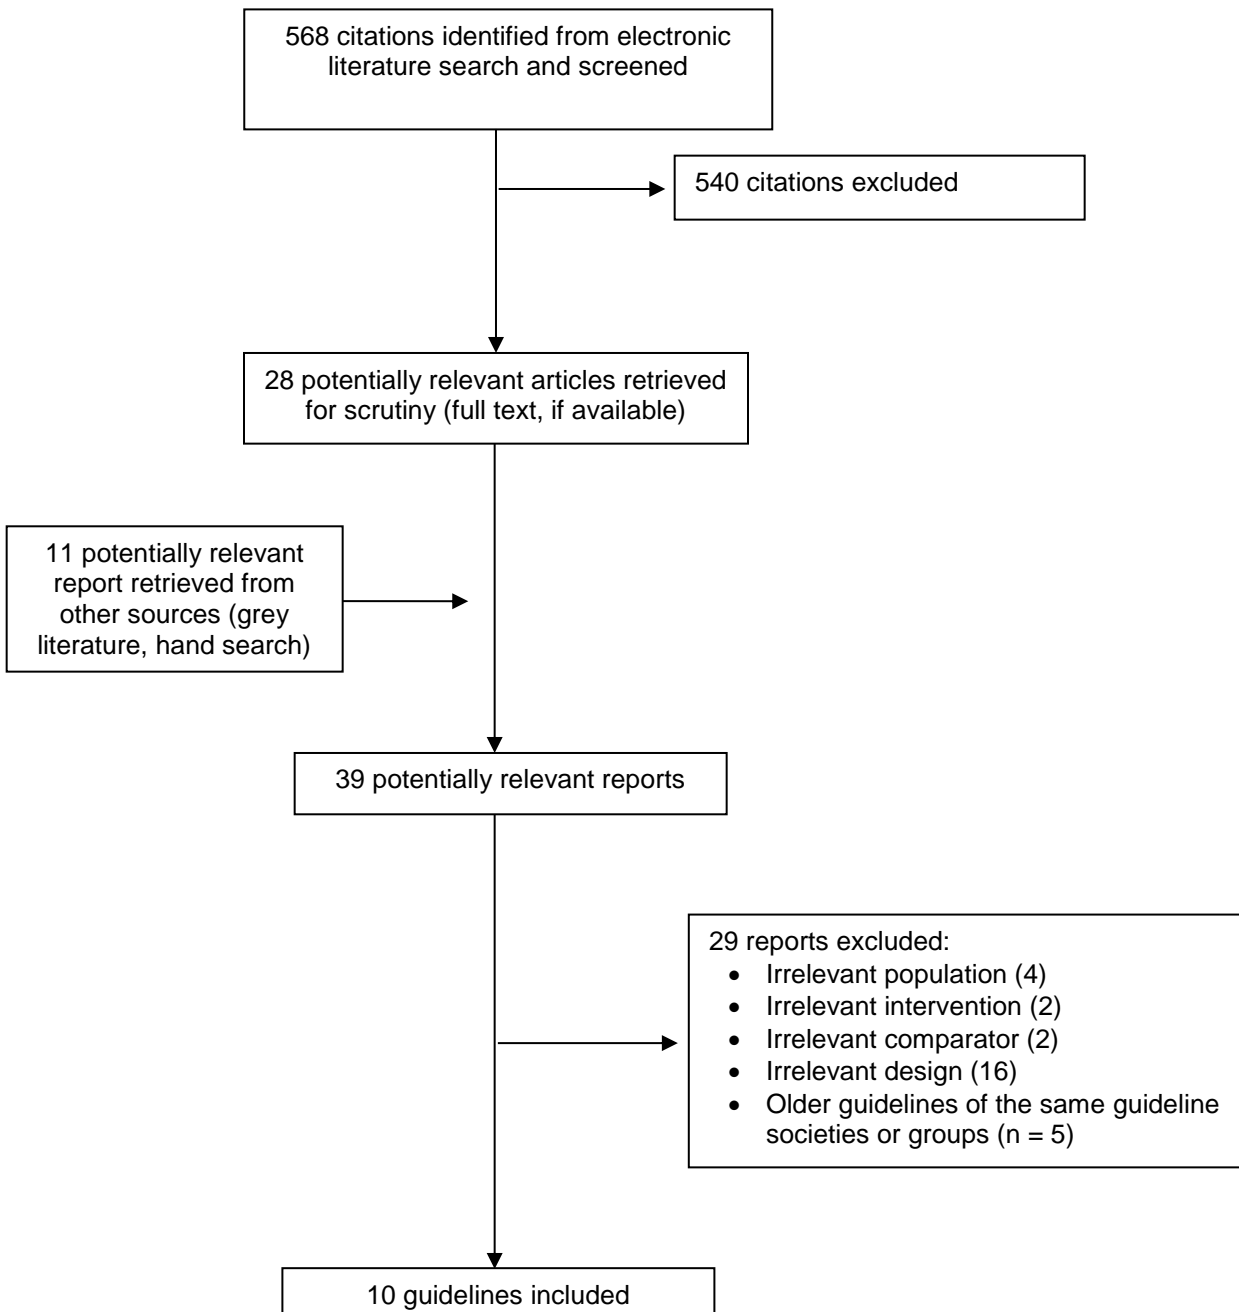 568 citations identified from electronic
literature search and screened
540 citations excluded
28 potentially relevant articles retrieved
for scrutiny (full text, if available)
11 potentially relevant
report retrieved from
other sources (grey
literature, hand search)
39 potentially relevant reports
29 reports excluded:
• Irrelevant population (4)
• Irrelevant intervention (2)
• Irrelevant comparator (2)
• Irrelevant design (16)
• Older guidelines of the same guideline
societies or groups (n = 5)
10 guidelines included